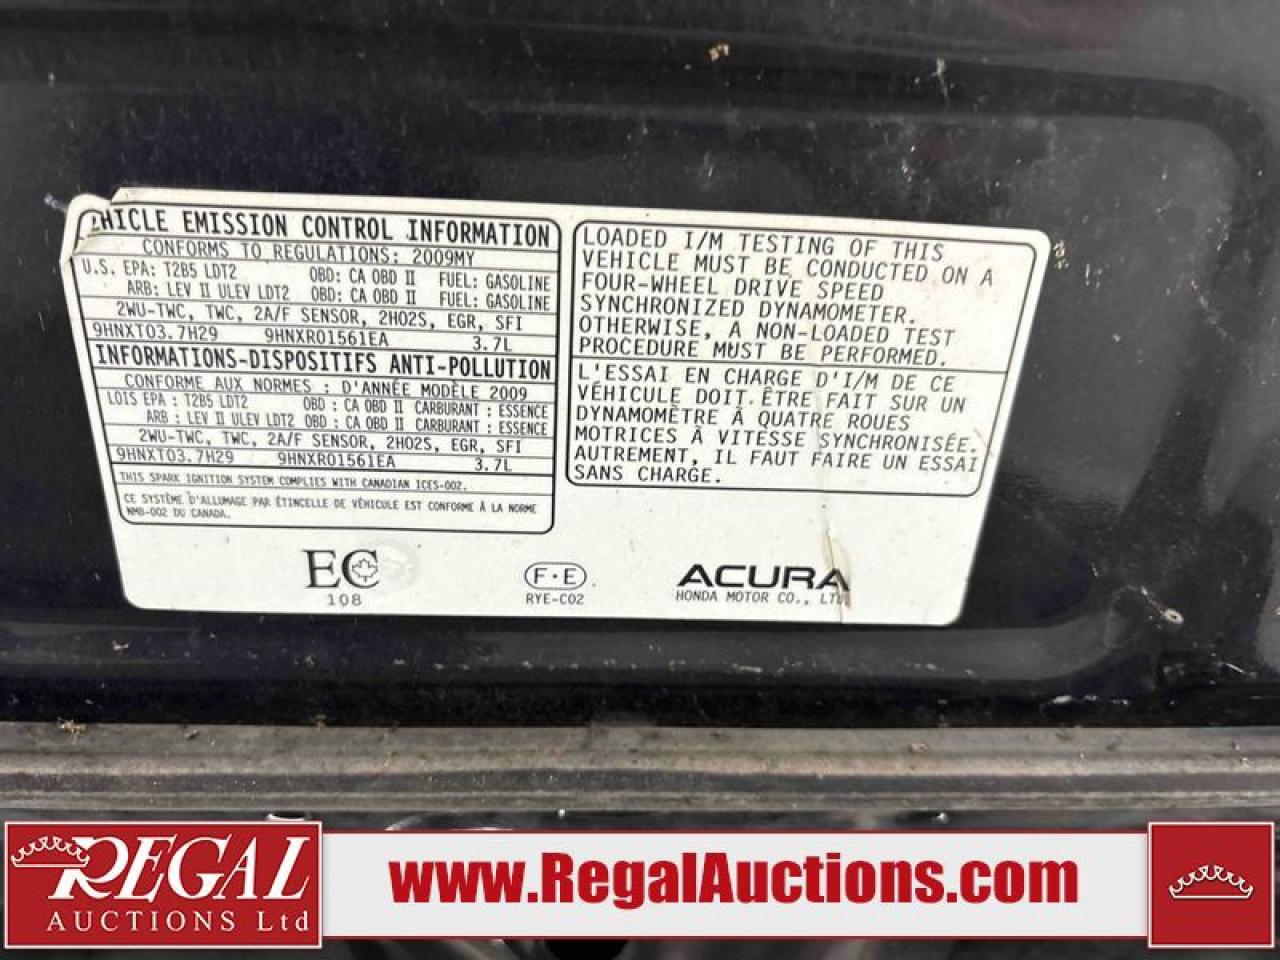 VEHICLE EMISSION CONTROL INFORMATION
CONFORMS TO REGULATIONS: 2009MY
U.S. EPA: T2B5 LDT2 OBD: CA OBD II FUEL: GASOLINE
ARB: LEV II ULEV LDT2 OBD: CA OBD II FUEL: GASOLINE
2WU-TWC, TWC, 2A/F SENSOR, 2HO2S, EGR, SFI
9HNXT03.7H29 9HNXR01561EA 3.7L
INFORMATIONS-DISPOSITIFS ANTI-POLLUTION
CONFORME AUX NORMES : D'ANNÉE MODÈLE 2009
LOIS EPA : T2B5 LDT2 OBD : CA OBD II CARBURANT : ESSENCE
ARB : LEV II ULEV LDT2 OBD : CA OBD II CARBURANT : ESSENCE
2WU-TWC, TWC, 2A/F SENSOR, 2HO2S, EGR, SFI
9HNXT03.7H29 9HNXR01561EA 3.7L
THIS SPARK IGNITION SYSTEM COMPLIES WITH CANADIAN ICES-002.
CE SYSTÈME D'ALLUMAGE PAR ÉTINCELLE DE VÉHICULE EST CONFORME À LA NORME
NMB-002 DU CANADA.
LOADED I/M TESTING OF THIS
VEHICLE MUST BE CONDUCTED ON A
FOUR-WHEEL DRIVE SPEED
SYNCHRONIZED DYNAMOMETER.
OTHERWISE, A NON-LOADED TEST
PROCEDURE MUST BE PERFORMED.
L'ESSAI EN CHARGE D'I/M DE CE
VÉHICULE DOIT ÊTRE FAIT SUR UN
DYNAMOMÈTRE À QUATRE ROUES
MOTRICES À VITESSE SYNCHRONISÉE.
AUTREMENT, IL FAUT FAIRE UN ESSAI
SANS CHARGE.
EC
108
F·E
RYE-C02
ACURA
HONDA MOTOR CO., LTD.
REGAL
AUCTIONS Ltd
www.RegalAuctions.com